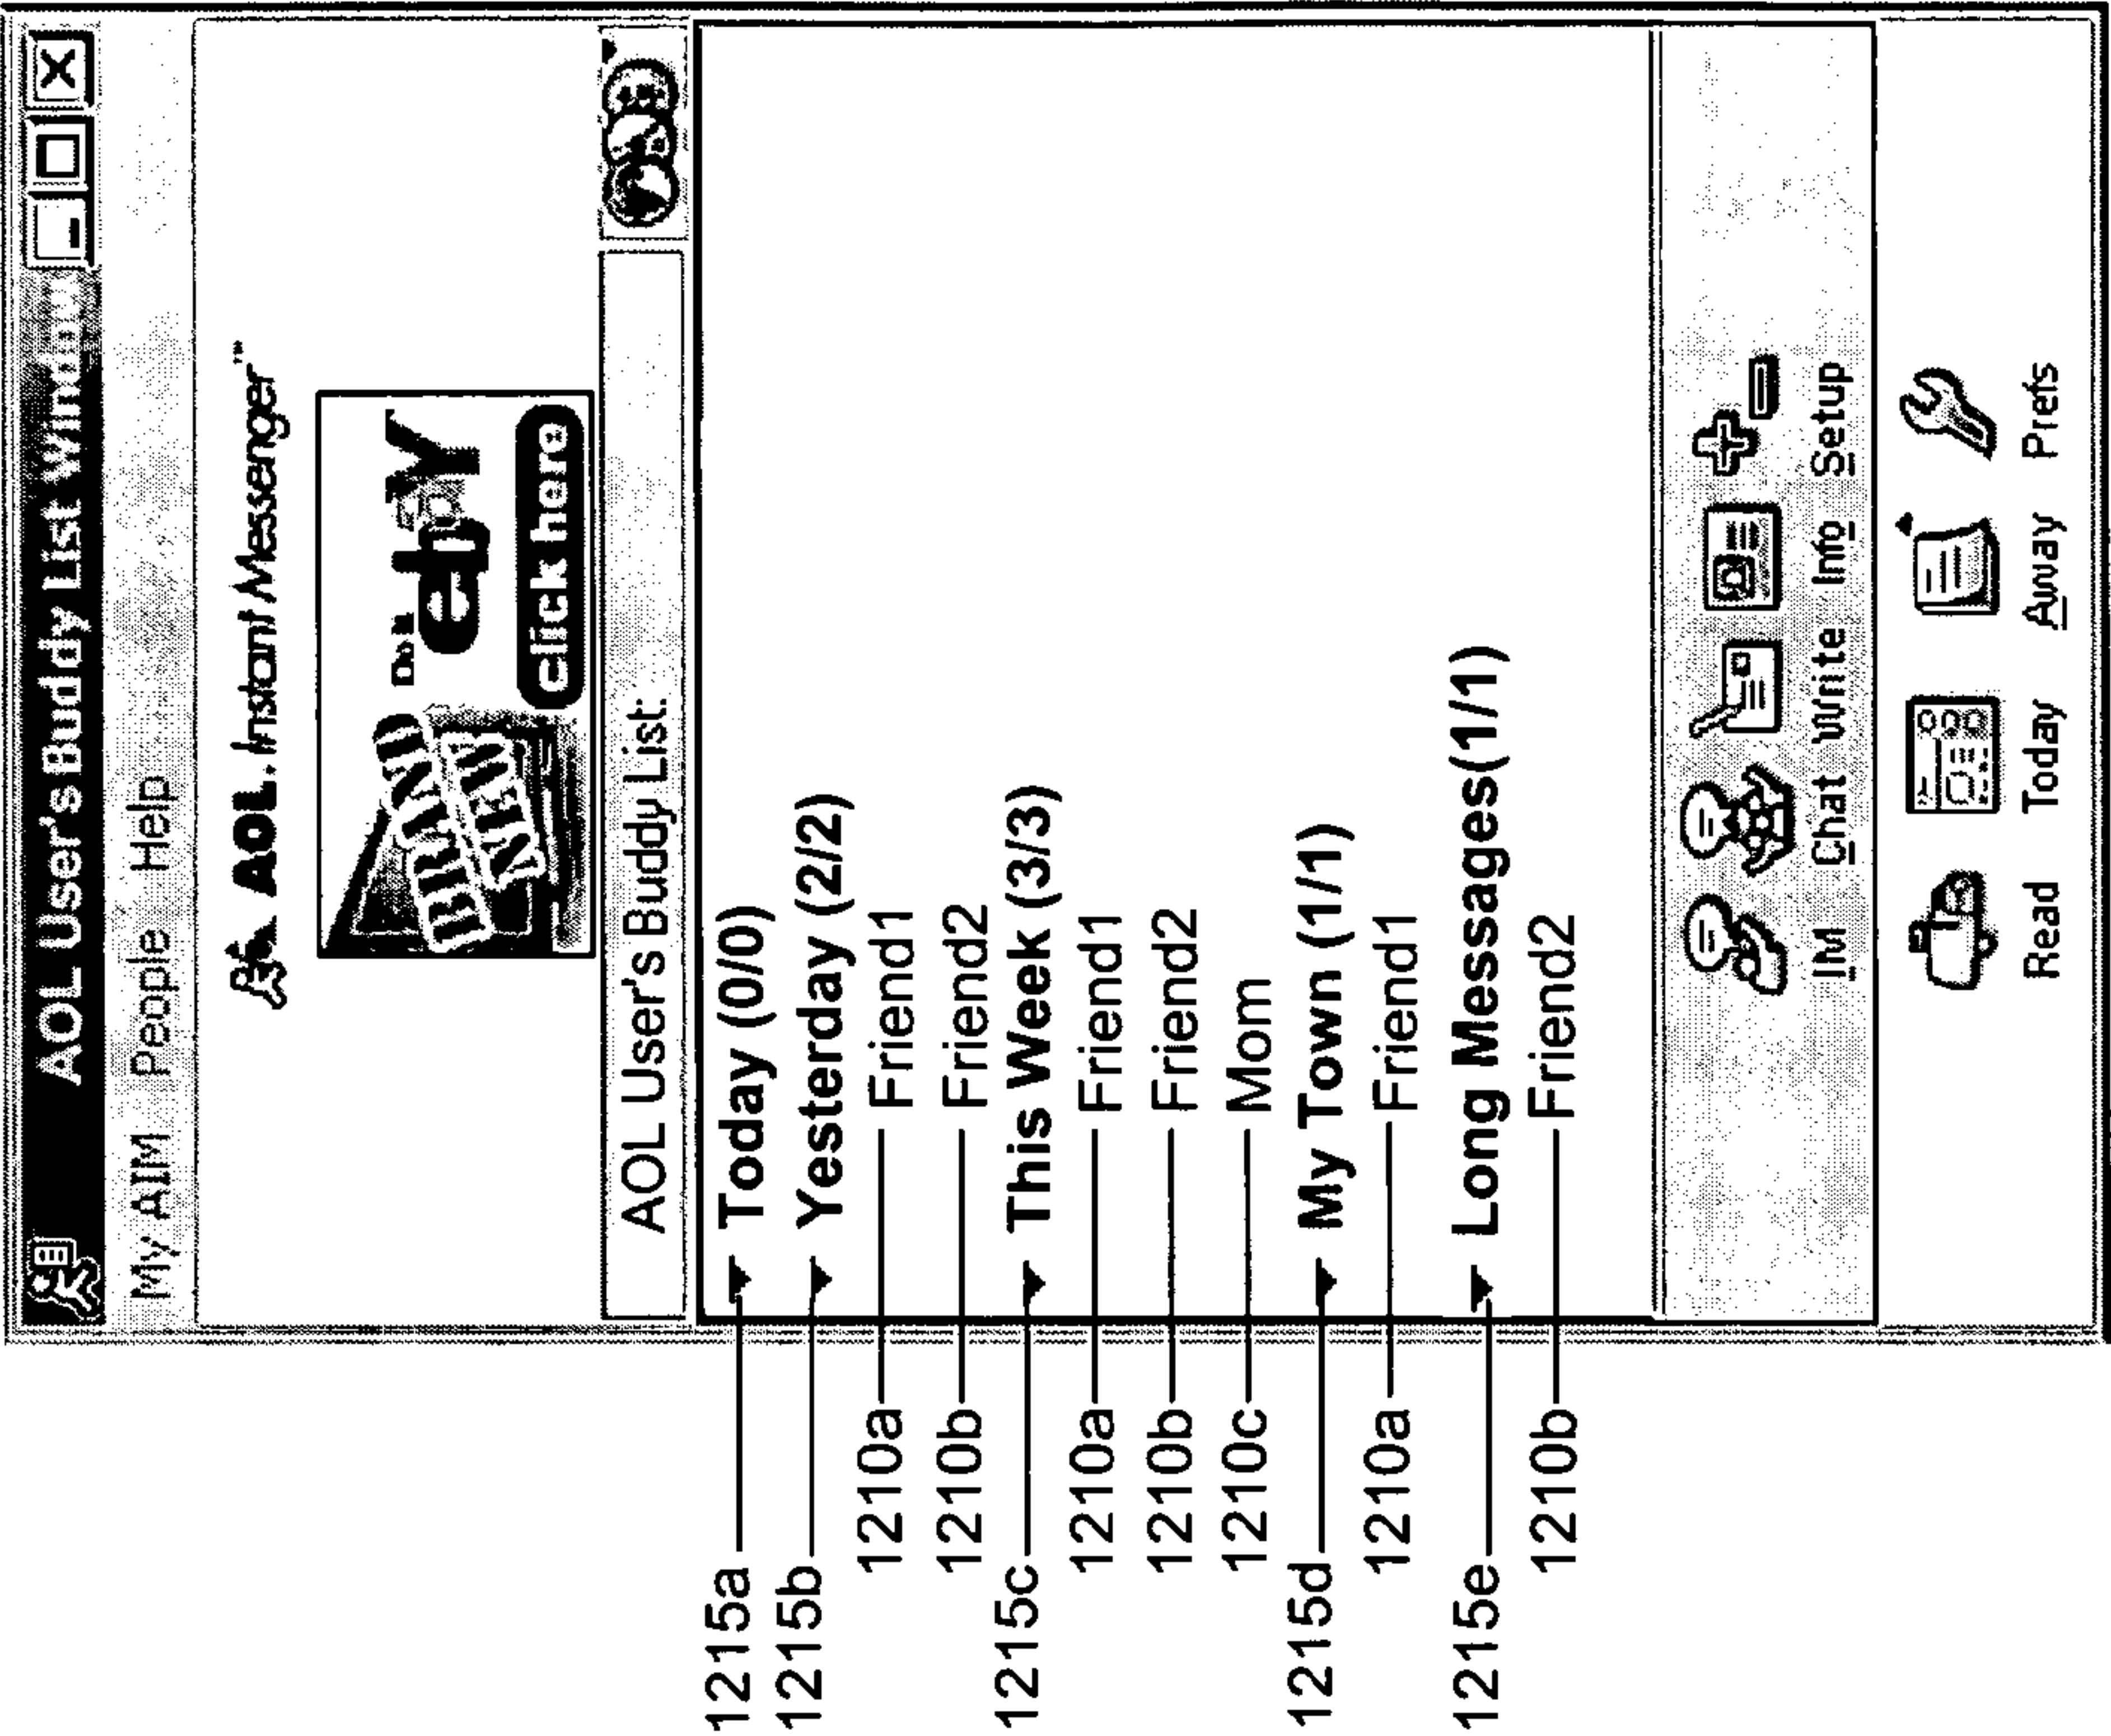 AOL User's Buddy List Window
My AIM People Help
AOL Instant Messenger™
BRAND
NEW
ebY
click here
AOL User's Buddy List:
1215a Today (0/0)
1215b Yesterday (2/2)
1210a Friend1
1210b Friend2
1215c This Week (3/3)
1210a Friend1
1210b Friend2
1210c Mom
1215d My Town (1/1)
1210a Friend1
1215e Long Messages(1/1)
1210b Friend2
IM Chat Write Info Setup
Read Today Away Prefs